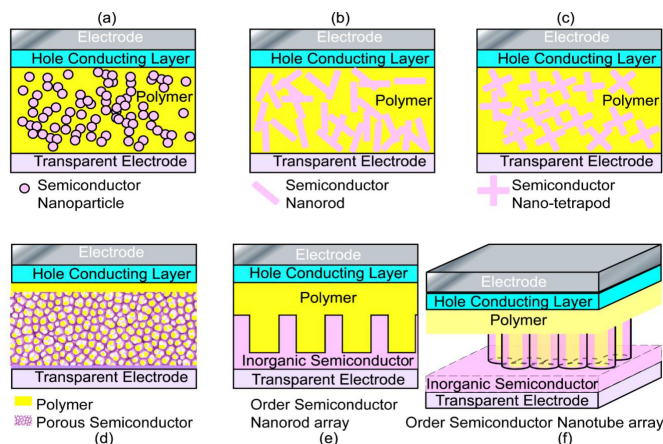 (a)
Electrode
Hole Conducting Layer
Polymer
Transparent Electrode
Semiconductor
Nanoparticle
(b)
Electrode
Hole Conducting Layer
Polymer
Transparent Electrode
Semiconductor
Nanorod
(c)
Electrode
Hole Conducting Layer
Polymer
Transparent Electrode
Semiconductor
Nano-tetrapod
Electrode
Hole Conducting Layer
Transparent Electrode
Polymer
Porous Semiconductor
(d)
Electrode
Hole Conducting Layer
Polymer
Inorganic Semiconductor
Transparent Electrode
Order Semiconductor
Nanorod array
(e)
Electrode
Hole Conducting Layer
Polymer
Inorganic Semiconductor
Transparent Electrode
Order Semiconductor Nanotube array
(f)